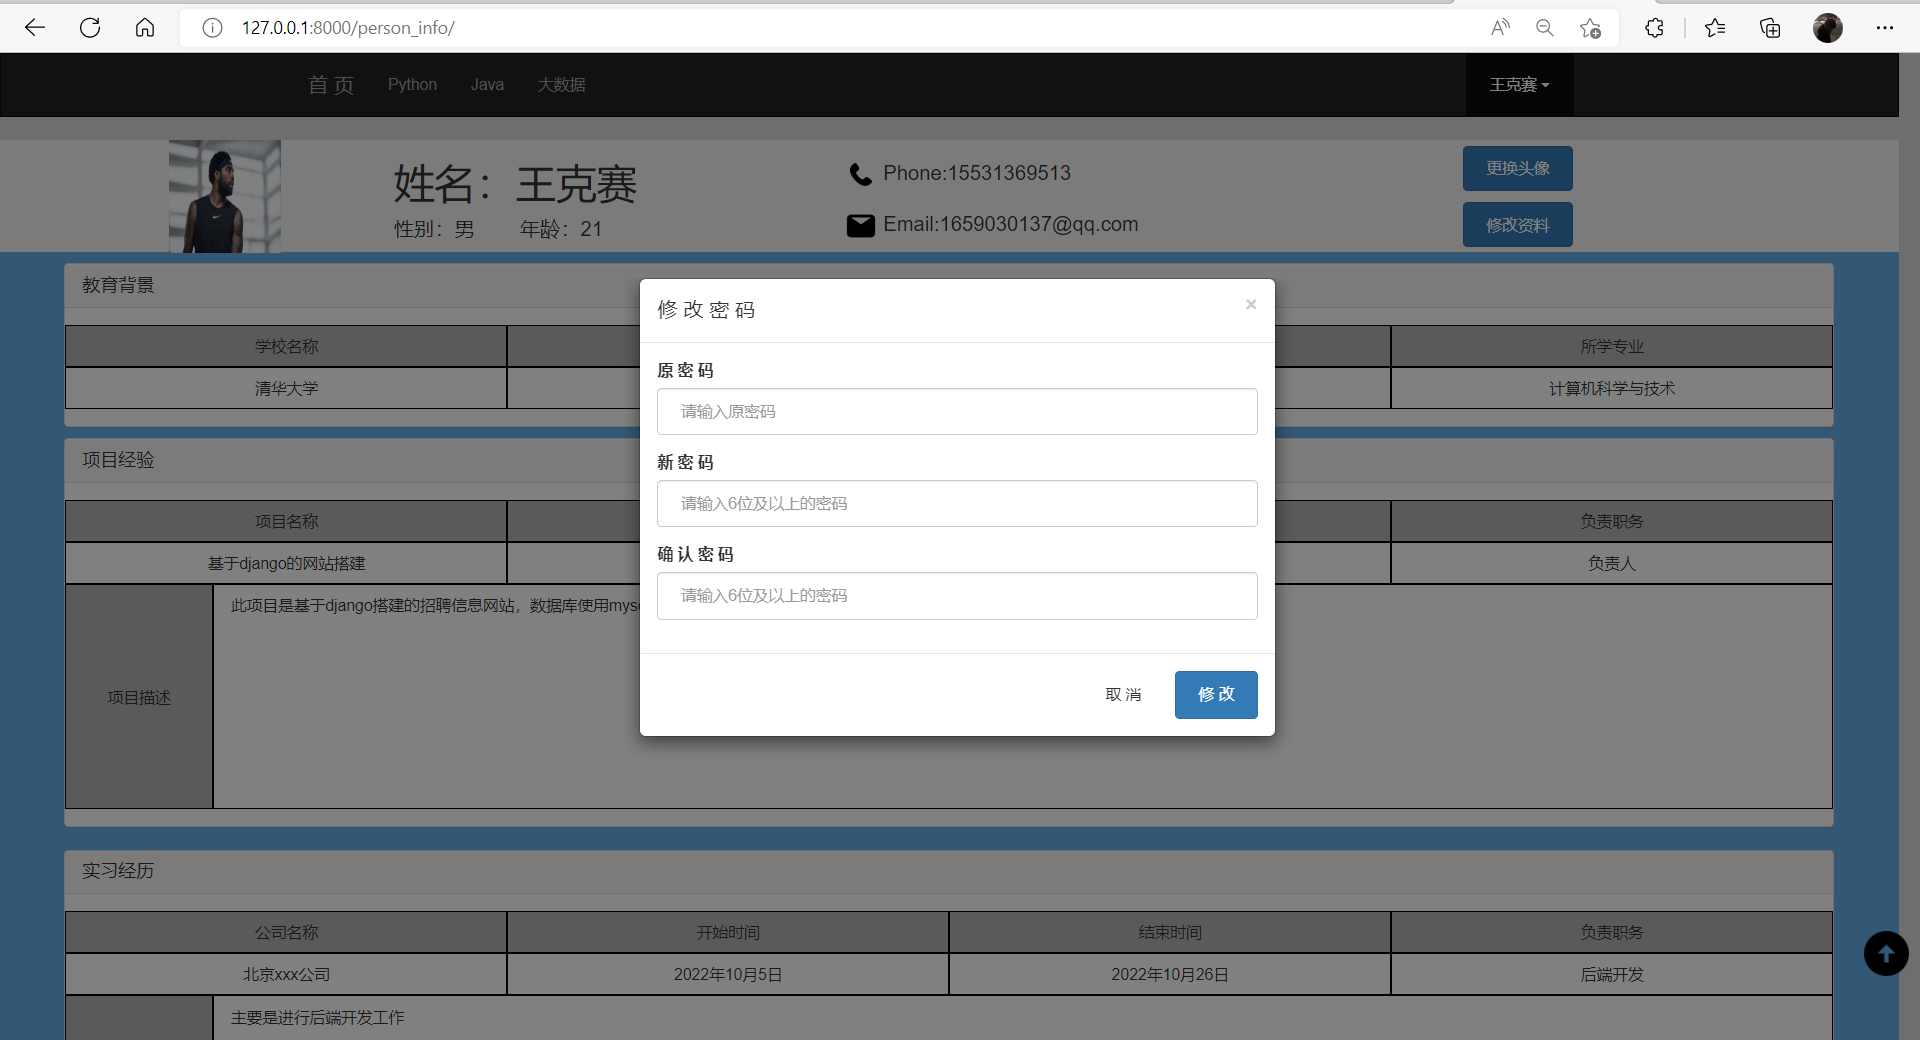 127.0.0.1:8000/person_info/
首 页 Python Java 大数据 王克赛
姓名：王克赛
性别：男 年龄：21
Phone:15531369513
Email:1659030137@qq.com
更换头像
修改资料
教育背景
学校名称 所学专业
清华大学 计算机科学与技术
项目经验
项目名称 负责职务
基于django的网站搭建 负责人
项目描述
此项目是基于django搭建的招聘信息网站，数据库使用mys
修改密码 ×
原密码
请输入原密码
新密码
请输入6位及以上的密码
确认密码
请输入6位及以上的密码
取消 修改
实习经历
公司名称 开始时间 结束时间 负责职务
北京xxx公司 2022年10月5日 2022年10月26日 后端开发
主要是进行后端开发工作